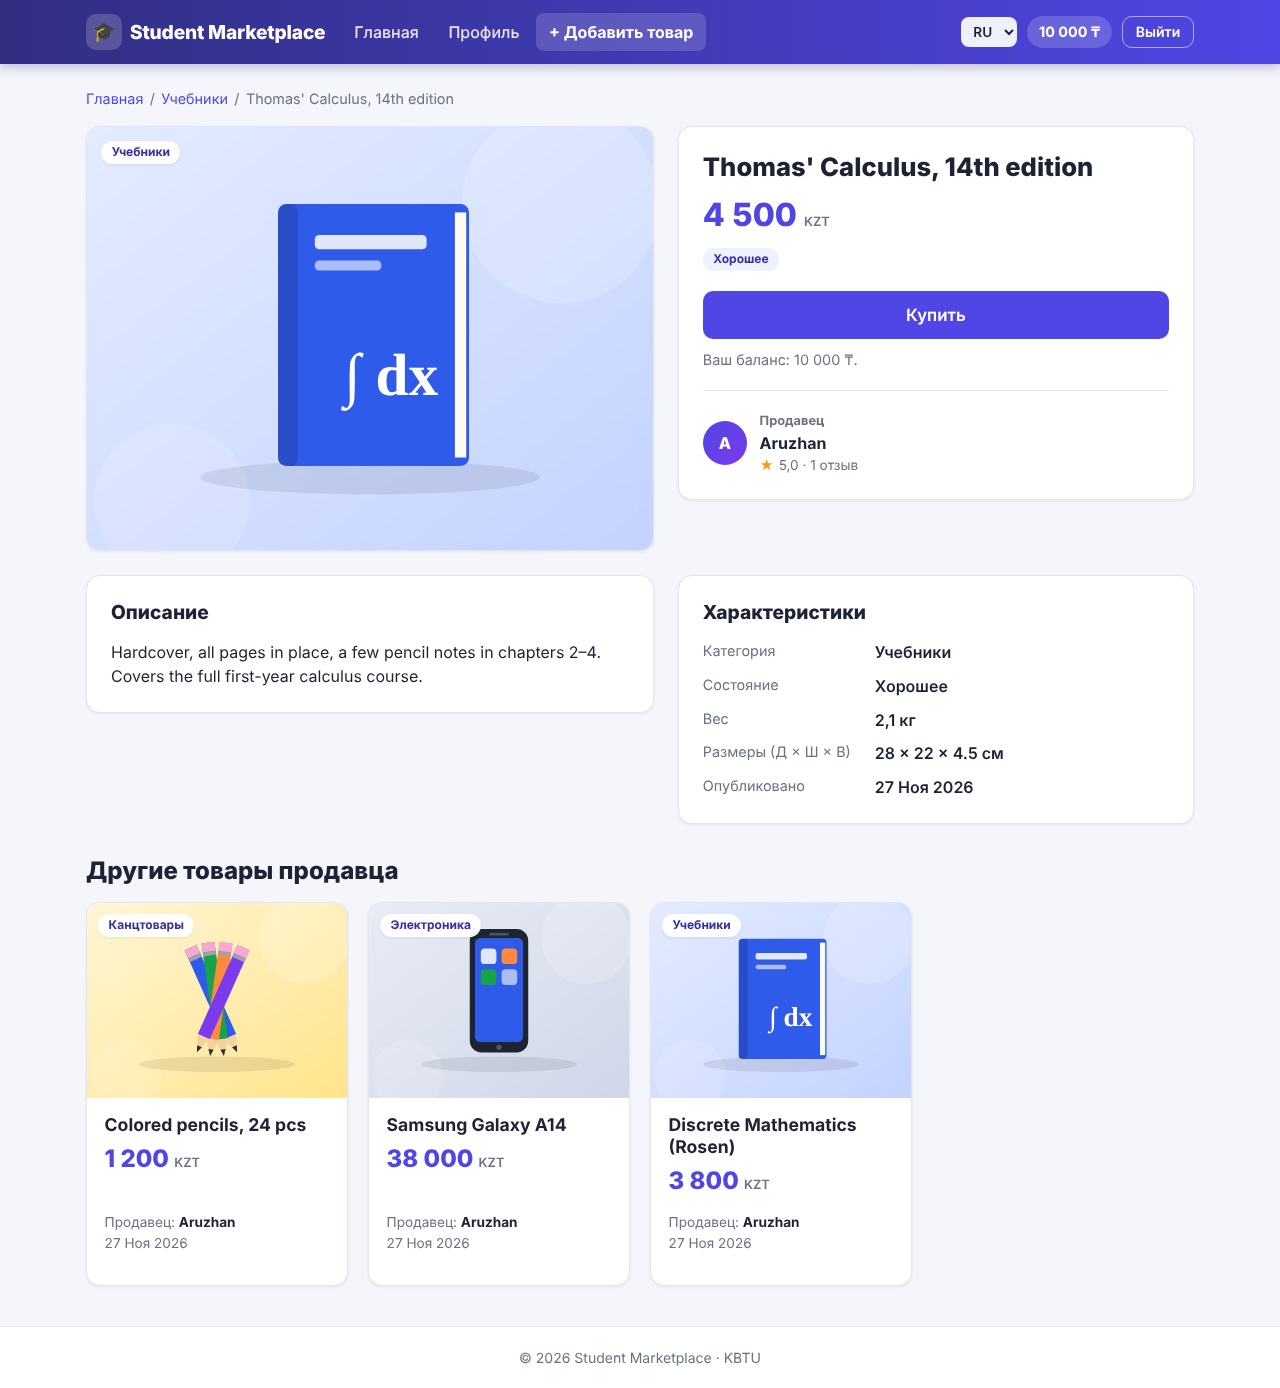 Student Marketplace
Главная
Профиль
+ Добавить товар
RU
10 000 ₸
Выйти
Главная / Учебники / Thomas' Calculus, 14th edition
Учебники
∫ dx
Thomas' Calculus, 14th edition
4 500 KZT
Хорошее
Купить
Ваш баланс: 10 000 ₸.
A
Продавец
Aruzhan
★ 5,0 · 1 отзыв
Описание
Hardcover, all pages in place, a few pencil notes in chapters 2–4.
Covers the full first-year calculus course.
Характеристики
Категория Учебники
Состояние Хорошее
Вес 2,1 кг
Размеры (Д × Ш × В) 28 × 22 × 4.5 см
Опубликовано 27 Ноя 2026
Другие товары продавца
Канцтовары
Colored pencils, 24 pcs
1 200 KZT
Продавец: Aruzhan
27 Ноя 2026
Электроника
Samsung Galaxy A14
38 000 KZT
Продавец: Aruzhan
27 Ноя 2026
Учебники
∫ dx
Discrete Mathematics
(Rosen)
3 800 KZT
Продавец: Aruzhan
27 Ноя 2026
© 2026 Student Marketplace · KBTU